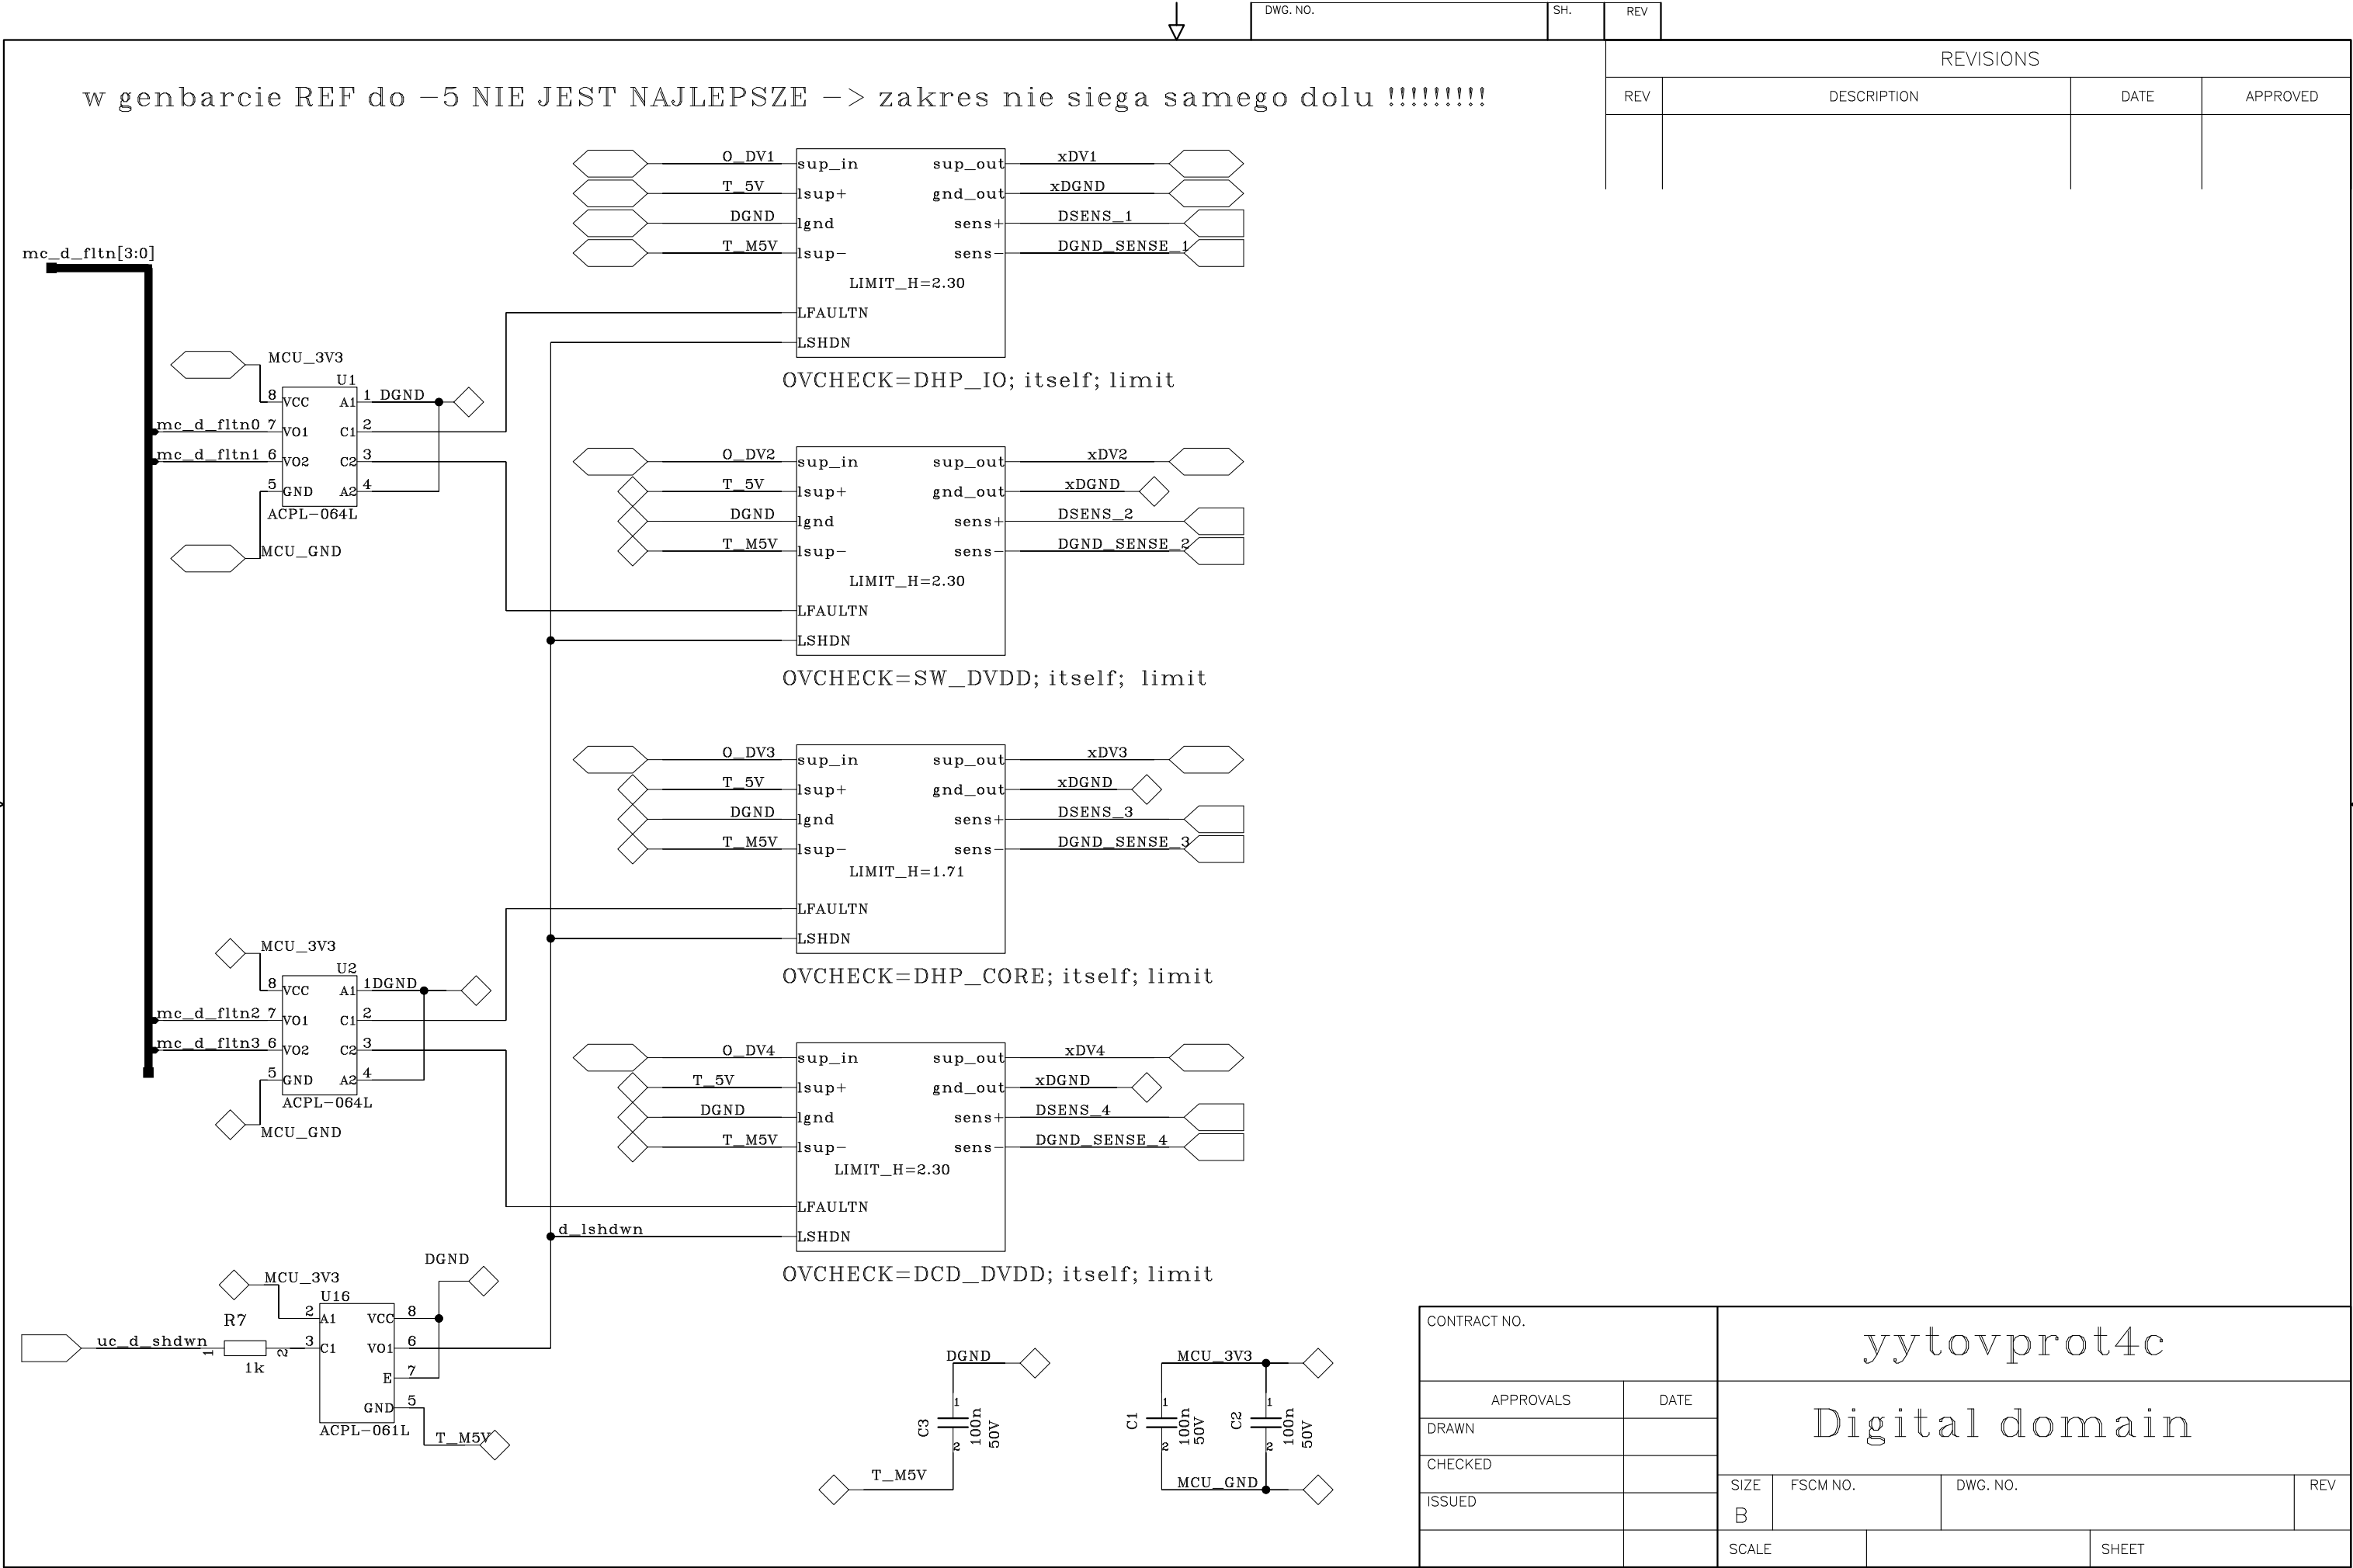 DWG. NO. SH. REV
REVISIONS
REV DESCRIPTION DATE APPROVED
w genbarcie REF do −5 NIE JEST NAJLEPSZE −> zakres nie siega samego dolu !!!!!!!!!
mc_d_fltn[3:0]
O_DV1 sup_in sup_out xDV1
T_5V lsup+ gnd_out xDGND
DGND lgnd sens+ DSENS_1
T_M5V lsup− sens− DGND_SENSE_1
LIMIT_H=2.30
LFAULTN
LSHDN
OVCHECK=DHP_IO; itself; limit
MCU_3V3
U1
8 VCC A1 1 DGND
mc_d_fltn0 7 VO1 C1 2
mc_d_fltn1 6 VO2 C2 3
5 GND A2 4
ACPL−064L
MCU_GND
O_DV2 sup_in sup_out xDV2
T_5V lsup+ gnd_out xDGND
DGND lgnd sens+ DSENS_2
T_M5V lsup− sens− DGND_SENSE_2
LIMIT_H=2.30
LFAULTN
LSHDN
OVCHECK=SW_DVDD; itself; limit
O_DV3 sup_in sup_out xDV3
T_5V lsup+ gnd_out xDGND
DGND lgnd sens+ DSENS_3
T_M5V lsup− sens− DGND_SENSE_3
LIMIT_H=1.71
LFAULTN
LSHDN
OVCHECK=DHP_CORE; itself; limit
MCU_3V3
U2
8 VCC A1 1 DGND
mc_d_fltn2 7 VO1 C1 2
mc_d_fltn3 6 VO2 C2 3
5 GND A2 4
ACPL−064L
MCU_GND
O_DV4 sup_in sup_out xDV4
T_5V lsup+ gnd_out xDGND
DGND lgnd sens+ DSENS_4
T_M5V lsup− sens− DGND_SENSE_4
LIMIT_H=2.30
LFAULTN
d_lshdwn LSHDN
OVCHECK=DCD_DVDD; itself; limit
DGND
MCU_3V3
U16
2 A1 VCC 8
R7
uc_d_shdwn 1 2 3 C1 VO1 6
1k
E 7
GND 5
ACPL−061L
T_M5V
DGND
C3 1 2 100n 50V
T_M5V
MCU_3V3
C1 1 2 100n 50V
C2 1 2 100n 50V
MCU_GND
CONTRACT NO.
yytovprot4c
APPROVALS DATE
Digital domain
DRAWN
CHECKED
ISSUED
SIZE FSCM NO. DWG. NO. REV
B
SCALE SHEET